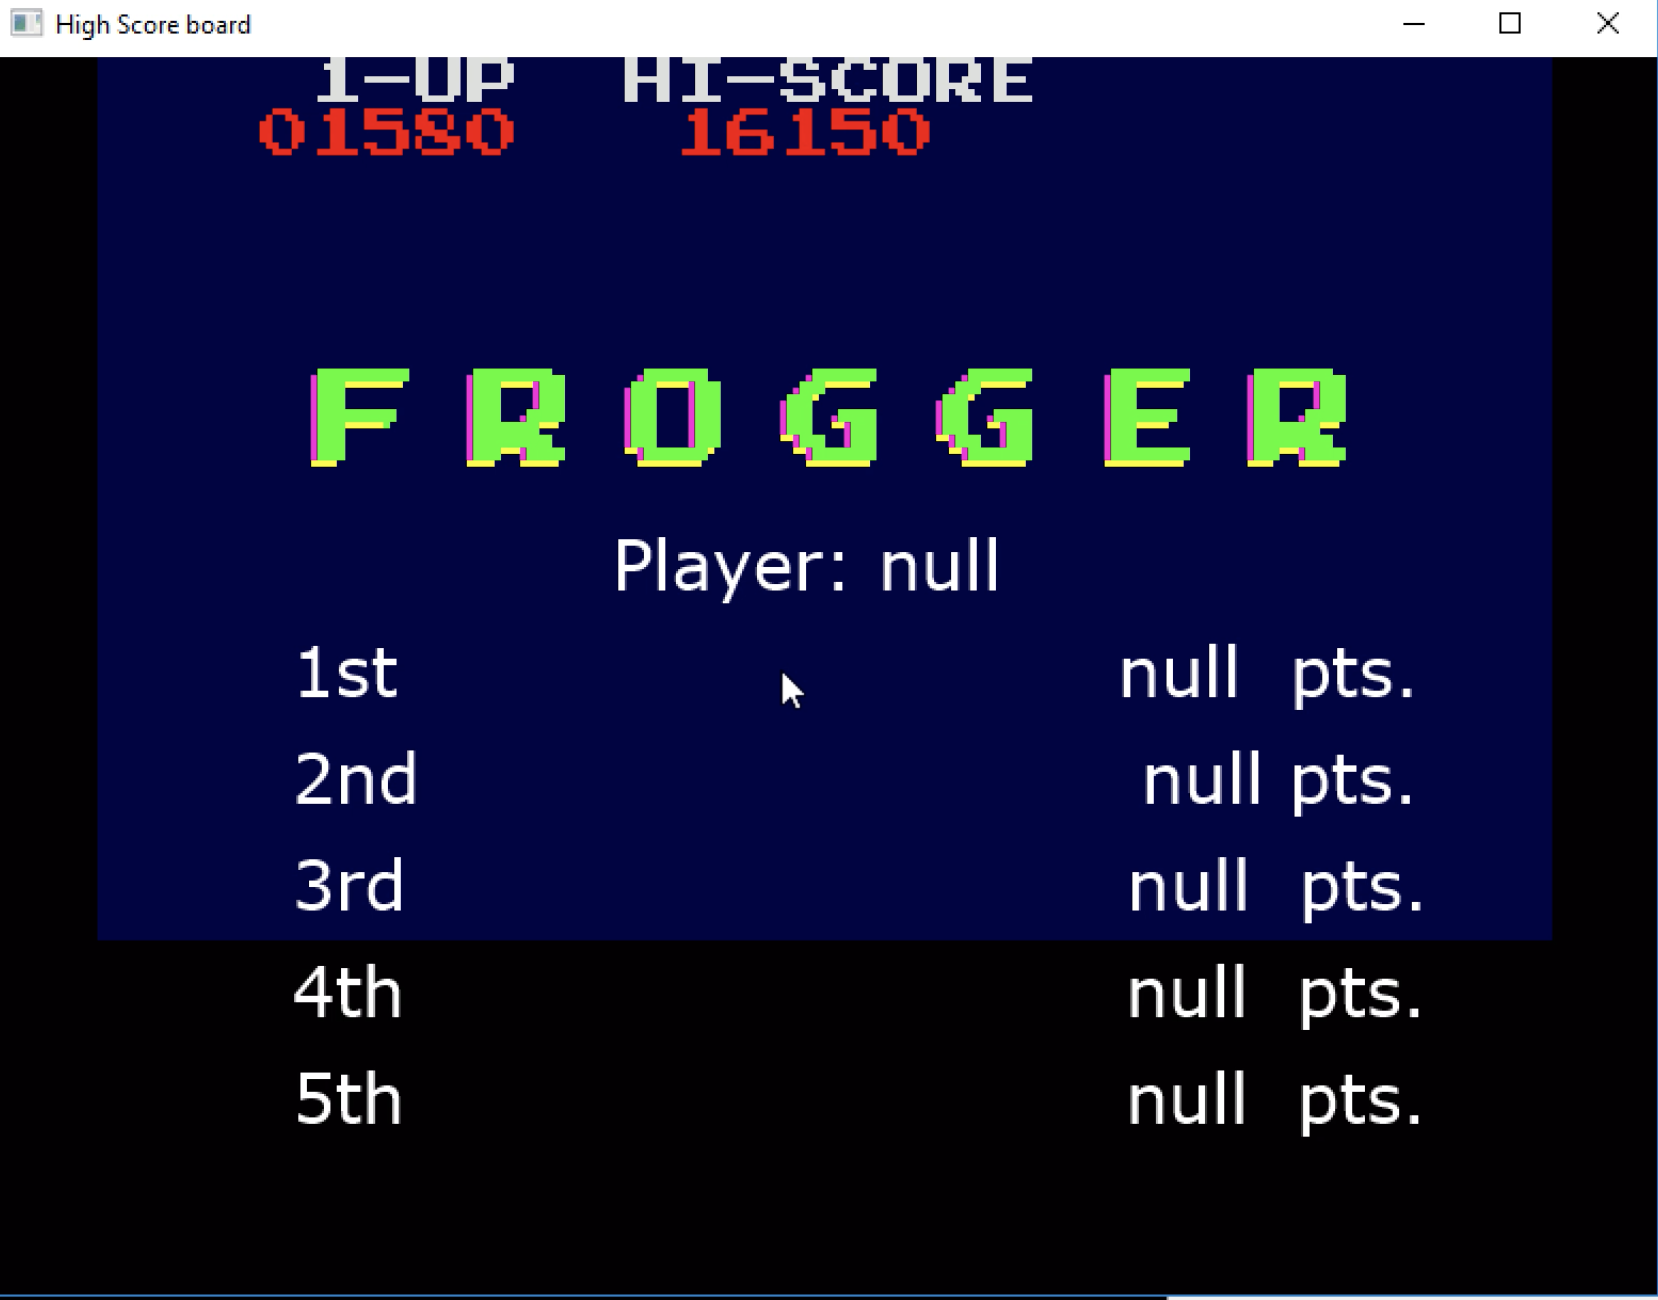 High Score board
1-UP HI-SCORE
01580 16150
FROGGER
Player: null
1st null pts.
2nd null pts.
3rd null pts.
4th null pts.
5th null pts.